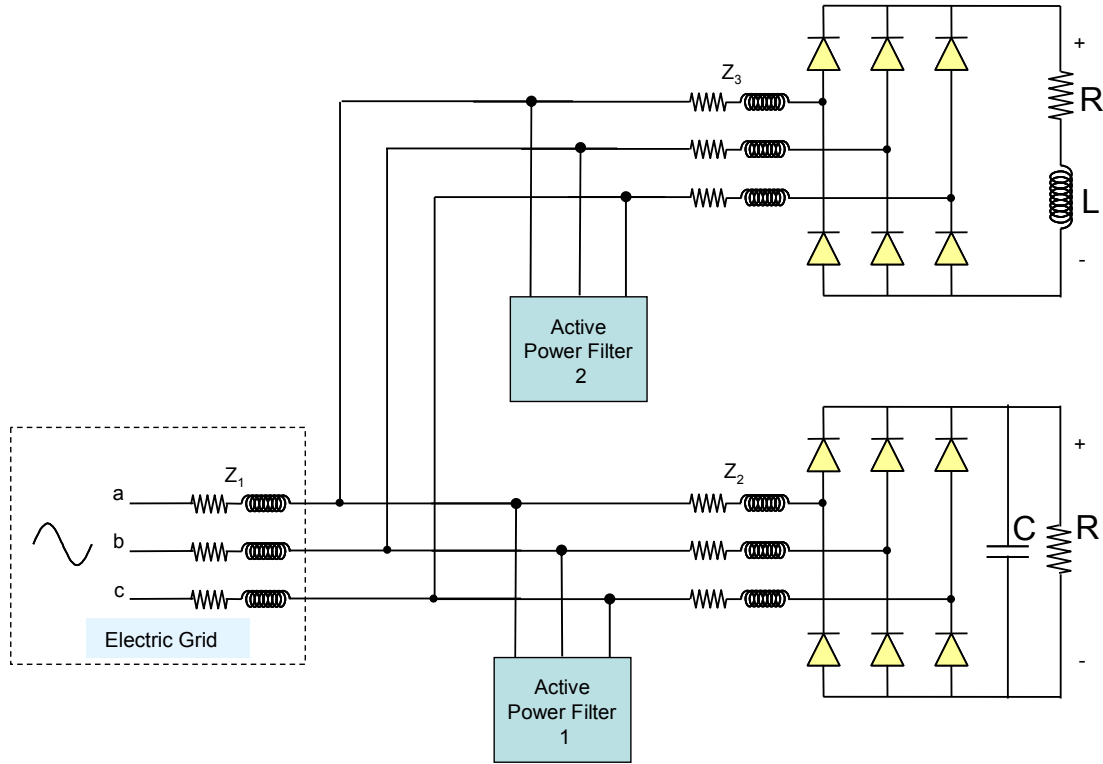 Z3
+
R
L
-
Active
Power Filter
2
Z1
a
b
c
Electric Grid
Z2
+
C
R
-
Active
Power Filter
1